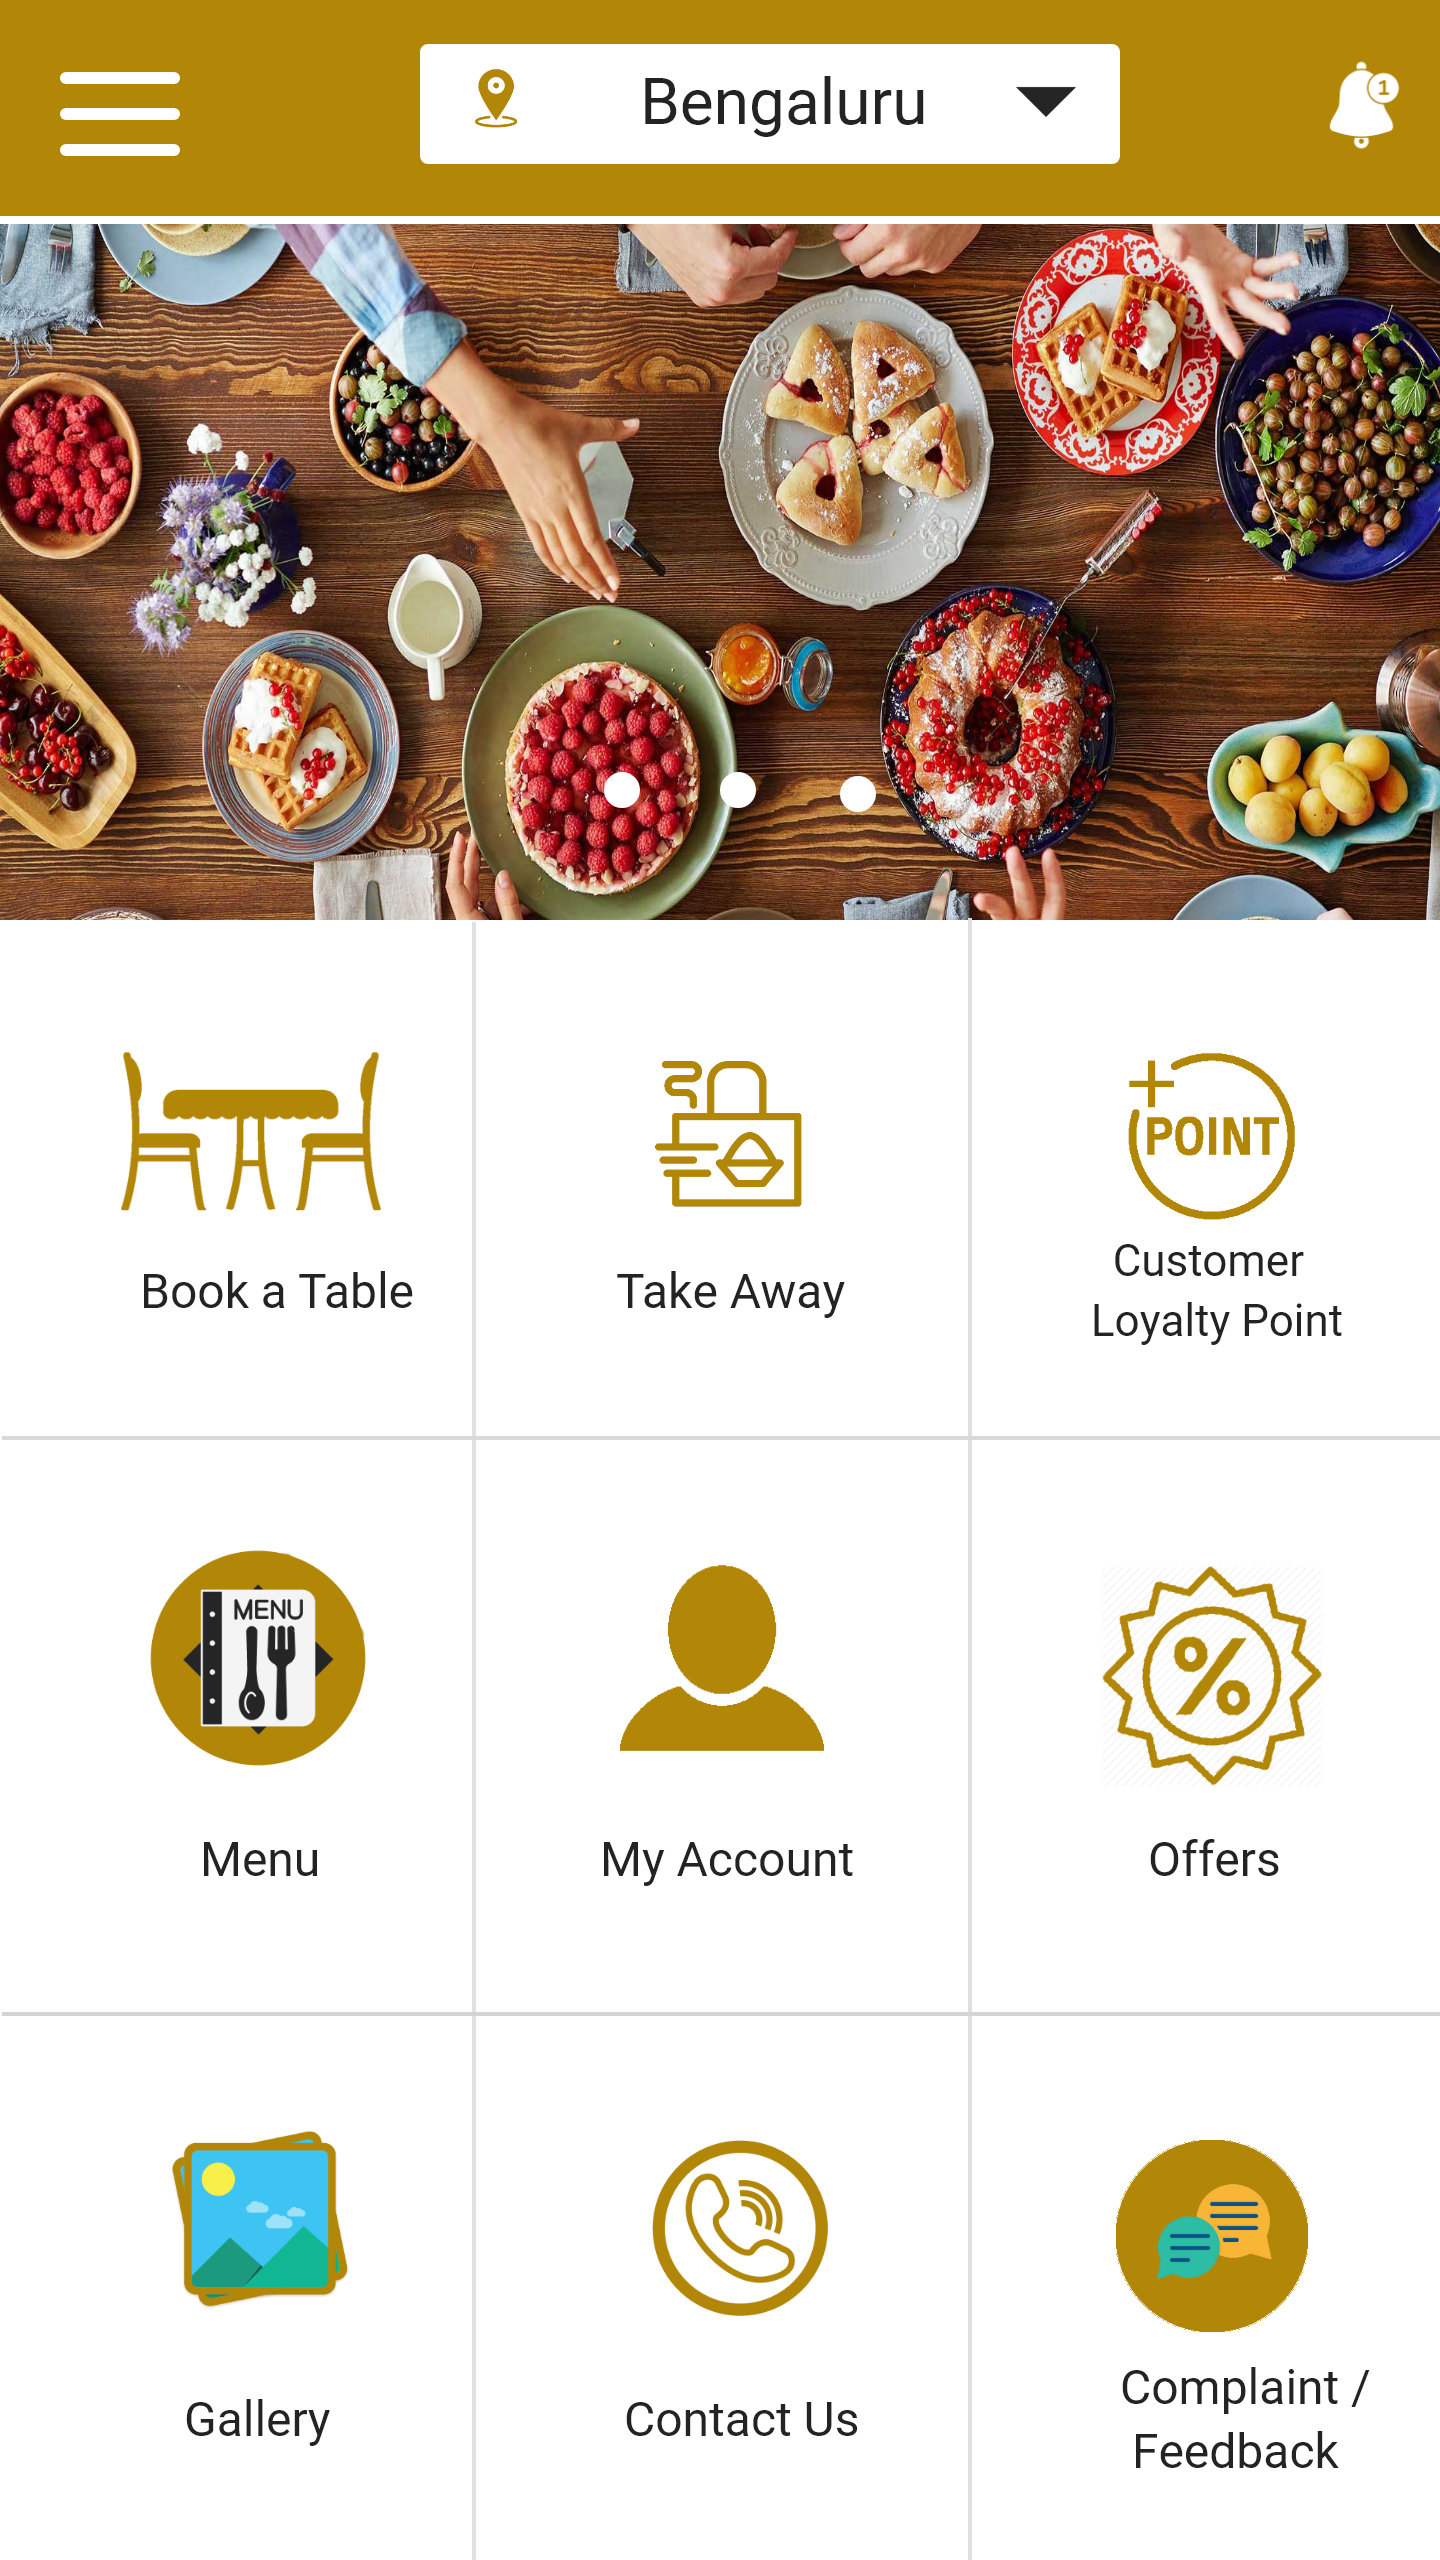 Bengaluru
1
POINT
Book a Table
Take Away
Customer
Loyalty Point
MENU
%
Menu
My Account
Offers
Gallery
Contact Us
Complaint /
Feedback